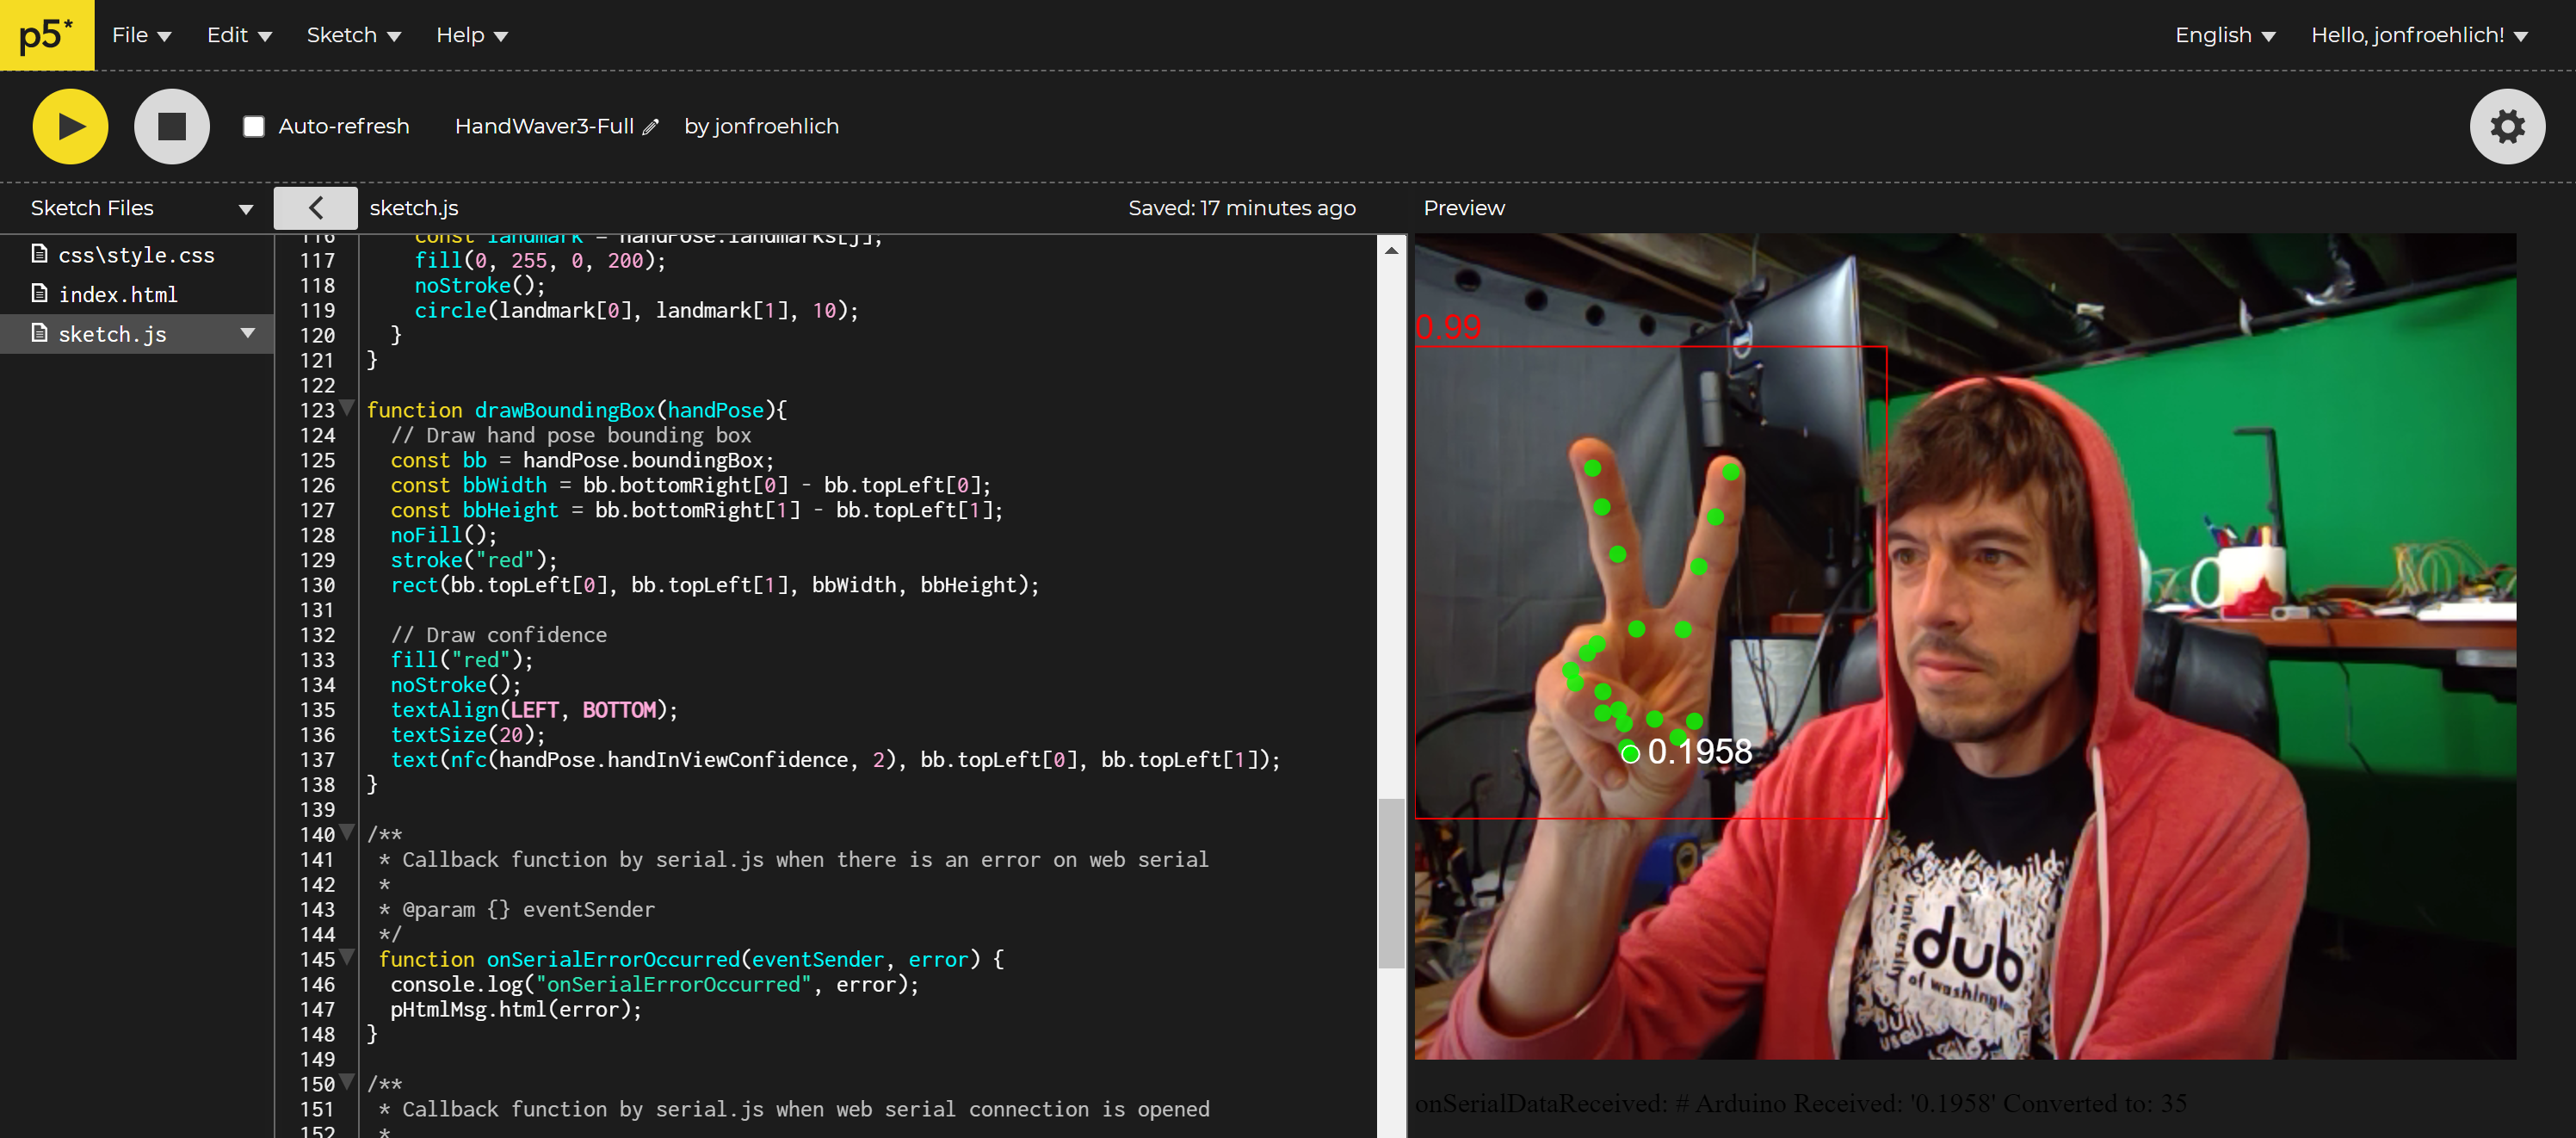 p5* File Edit Sketch Help English Hello, jonfroehlich!
Auto-refresh HandWaver3-Full by jonfroehlich
Sketch Files sketch.js Saved: 17 minutes ago Preview
css\style.css
index.html
sketch.js
116 const landmark = handPose.landmarks[j];
117 fill(0, 255, 0, 200);
118 noStroke();
119 circle(landmark[0], landmark[1], 10);
120 }
121 }
122
123 function drawBoundingBox(handPose){
124 // Draw hand pose bounding box
125 const bb = handPose.boundingBox;
126 const bbWidth = bb.bottomRight[0] - bb.topLeft[0];
127 const bbHeight = bb.bottomRight[1] - bb.topLeft[1];
128 noFill();
129 stroke("red");
130 rect(bb.topLeft[0], bb.topLeft[1], bbWidth, bbHeight);
131
132 // Draw confidence
133 fill("red");
134 noStroke();
135 textAlign(LEFT, BOTTOM);
136 textSize(20);
137 text(nfc(handPose.handInViewConfidence, 2), bb.topLeft[0], bb.topLeft[1]);
138 }
139
140 /**
141 * Callback function by serial.js when there is an error on web serial
142 *
143 * @param {} eventSender
144 */
145 function onSerialErrorOccurred(eventSender, error) {
146 console.log("onSerialErrorOccurred", error);
147 pHtmlMsg.html(error);
148 }
149
150 /**
151 * Callback function by serial.js when web serial connection is opened
152 *
0.99
0.1958
dub
university of washington
onSerialDataReceived: # Arduino Received: '0.1958' Converted to: 35